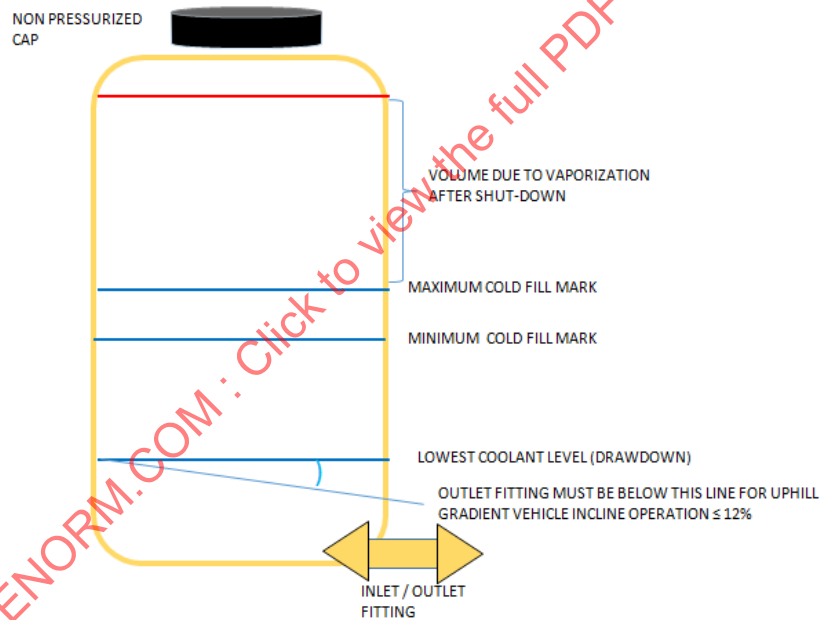 NON PRESSURIZED
CAP
VOLUME DUE TO VAPORIZATION
AFTER SHUT-DOWN
MAXIMUM COLD FILL MARK
MINIMUM COLD FILL MARK
LOWEST COOLANT LEVEL (DRAWDOWN)
OUTLET FITTING MUST BE BELOW THIS LINE FOR UPHILL
GRADIENT VEHICLE INCLINE OPERATION ≤ 12%
INLET / OUTLET
FITTING
ENORM.COM : Click to view the full PDF